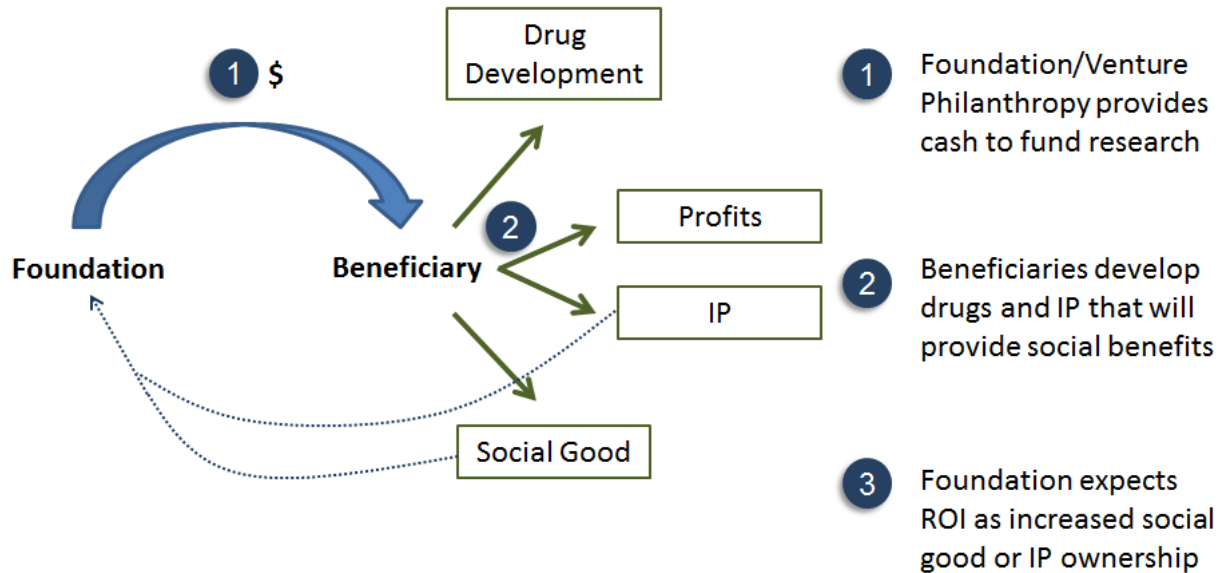 1 $
Drug
Development
Foundation
Beneficiary
2
Profits
IP
Social Good
1
Foundation/Venture
Philanthropy provides
cash to fund research
2
Beneficiaries develop
drugs and IP that will
provide social benefits
3
Foundation expects
ROI as increased social
good or IP ownership